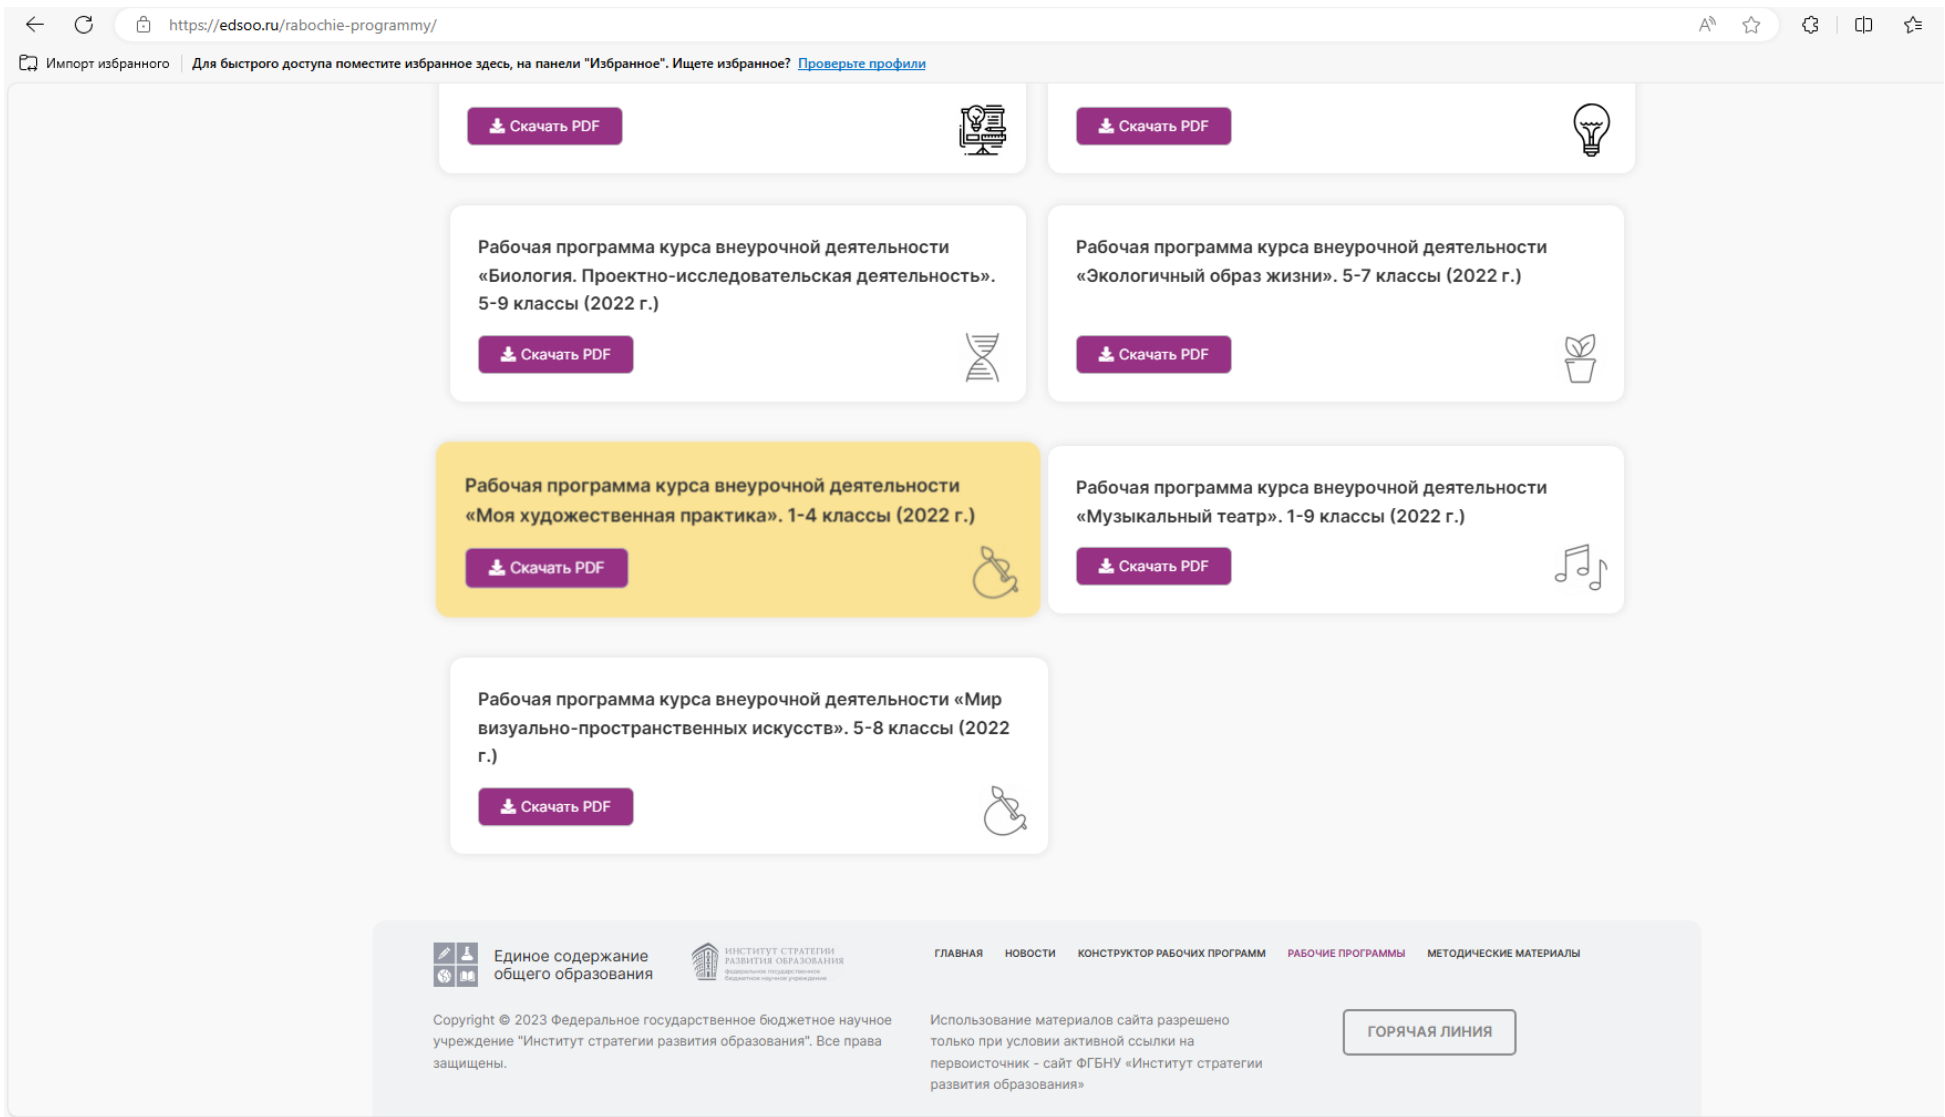 https://edsoo.ru/rabochie-programmy/
Импорт избранного
Для быстрого доступа поместите избранное здесь, на панели "Избранное". Ищете избранное? Проверьте профили
Скачать PDF
Скачать PDF
Рабочая программа курса внеурочной деятельности
«Биология. Проектно-исследовательская деятельность».
5-9 классы (2022 г.)
Скачать PDF
Рабочая программа курса внеурочной деятельности
«Экологичный образ жизни». 5-7 классы (2022 г.)
Скачать PDF
Рабочая программа курса внеурочной деятельности
«Моя художественная практика». 1-4 классы (2022 г.)
Скачать PDF
Рабочая программа курса внеурочной деятельности
«Музыкальный театр». 1-9 классы (2022 г.)
Скачать PDF
Рабочая программа курса внеурочной деятельности «Мир
визуально-пространственных искусств». 5-8 классы (2022
г.)
Скачать PDF
Единое содержание
общего образования
ИНСТИТУТ СТРАТЕГИИ
РАЗВИТИЯ ОБРАЗОВАНИЯ
федеральное государственное
бюджетное научное учреждение
ГЛАВНАЯ НОВОСТИ КОНСТРУКТОР РАБОЧИХ ПРОГРАММ РАБОЧИЕ ПРОГРАММЫ МЕТОДИЧЕСКИЕ МАТЕРИАЛЫ
Copyright © 2023 Федеральное государственное бюджетное научное
учреждение "Институт стратегии развития образования". Все права
защищены.
Использование материалов сайта разрешено
только при условии активной ссылки на
первоисточник - сайт ФГБНУ «Институт стратегии
развития образования»
ГОРЯЧАЯ ЛИНИЯ